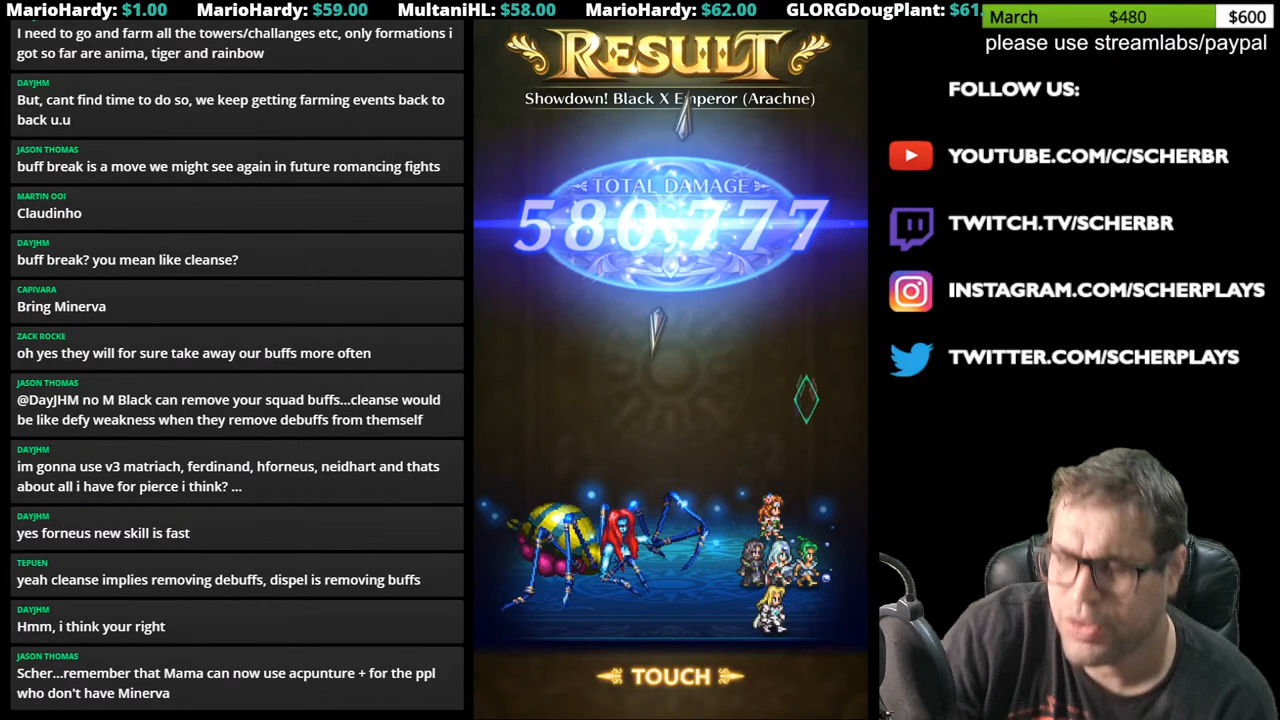 MarioHardy: $1.00 MarioHardy: $59.00 MultaniHL: $58.00 MarioHardy: $62.00 GLORGDougPlant: $61.
March $480 $600
please use streamlabs/paypal
I need to go and farm all the towers/challanges etc, only formations i
got so far are anima, tiger and rainbow
DAYJHM
But, cant find time to do so, we keep getting farming events back to
back u.u
JASON THOMAS
buff break is a move we might see again in future romancing fights
MARTIN OOI
Claudinho
DAYJHM
buff break? you mean like cleanse?
CAPIVARA
Bring Minerva
ZACK ROCKE
oh yes they will for sure take away our buffs more often
JASON THOMAS
@DayJHM no M Black can remove your squad buffs...cleanse would
be like defy weakness when they remove debuffs from themself
DAYJHM
im gonna use v3 matriach, ferdinand, hforneus, neidhart and thats
about all i have for pierce i think? ...
DAYJHM
yes forneus new skill is fast
TEPUEN
yeah cleanse implies removing debuffs, dispel is removing buffs
DAYJHM
Hmm, i think your right
JASON THOMAS
Scher...remember that Mama can now use acpunture + for the ppl
who don't have Minerva
RESULT
Showdown! Black X Emperor (Arachne)
TOTAL DAMAGE
580,777
TOUCH
FOLLOW US:
YOUTUBE.COM/C/SCHERBR
TWITCH.TV/SCHERBR
INSTAGRAM.COM/SCHERPLAYS
TWITTER.COM/SCHERPLAYS